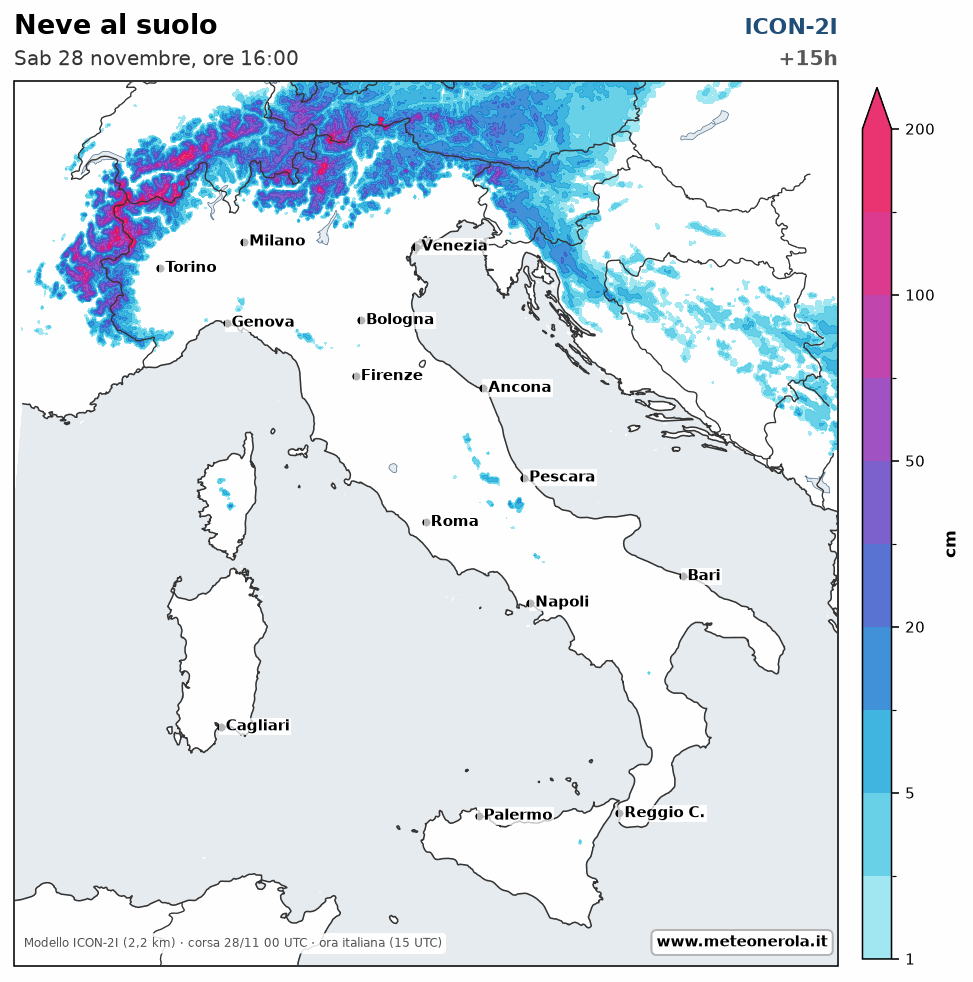 Neve al suolo
ICON-2I
Sab 28 novembre, ore 16:00
+15h
200
100
50
20
5
1
cm
Milano
Venezia
Torino
Genova
Bologna
Firenze
Ancona
Pescara
Roma
Bari
Napoli
Cagliari
Palermo
Reggio C.
Modello ICON-2I (2,2 km) · corsa 28/11 00 UTC · ora italiana (15 UTC)
www.meteonerola.it